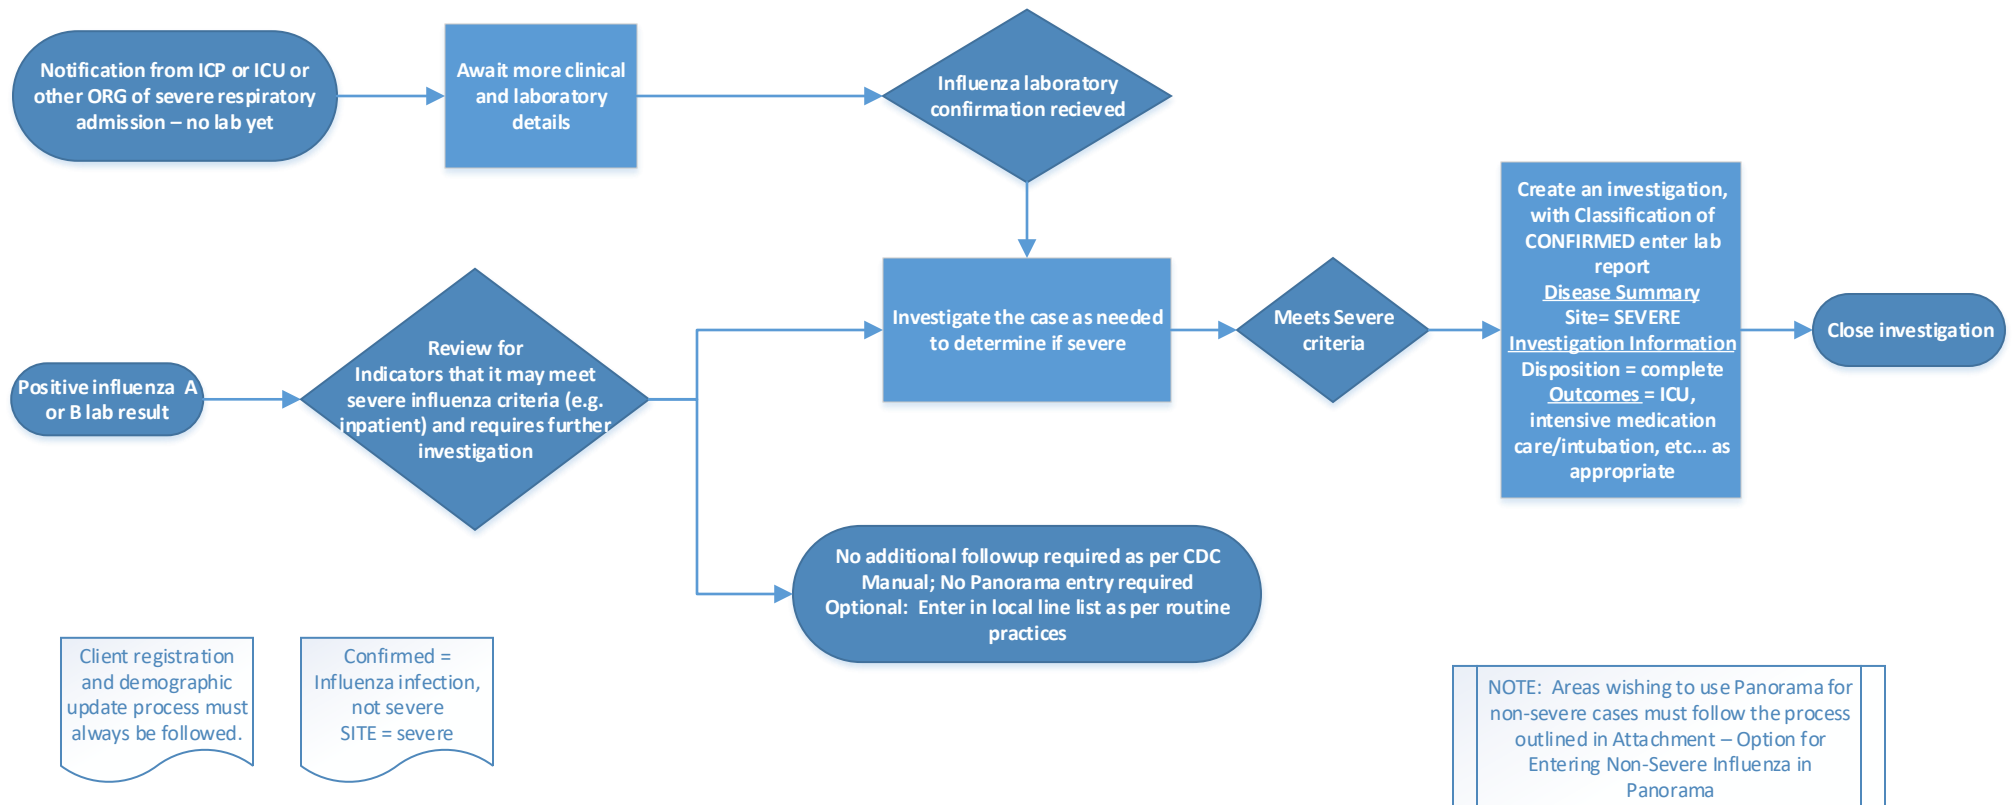 Notification from ICP or ICU or
other ORG of severe respiratory
admission – no lab yet
Await more clinical
and laboratory
details
Influenza laboratory
confirmation recieved
Positive influenza A
or B lab result
Review for
Indicators that it may meet
severe influenza criteria (e.g.
inpatient) and requires further
investigation
Investigate the case as needed
to determine if severe
Meets Severe
criteria
Create an investigation,
with Classification of
CONFIRMED enter lab
report
Disease Summary
Site= SEVERE
Investigation Information
Disposition = complete
Outcomes = ICU,
intensive medication
care/intubation, etc... as
appropriate
Close investigation
No additional followup required as per CDC
Manual; No Panorama entry required
Optional: Enter in local line list as per routine
practices
Client registration
and demographic
update process must
always be followed.
Confirmed =
Influenza infection,
not severe
SITE = severe
NOTE: Areas wishing to use Panorama for
non-severe cases must follow the process
outlined in Attachment – Option for
Entering Non-Severe Influenza in
Panorama